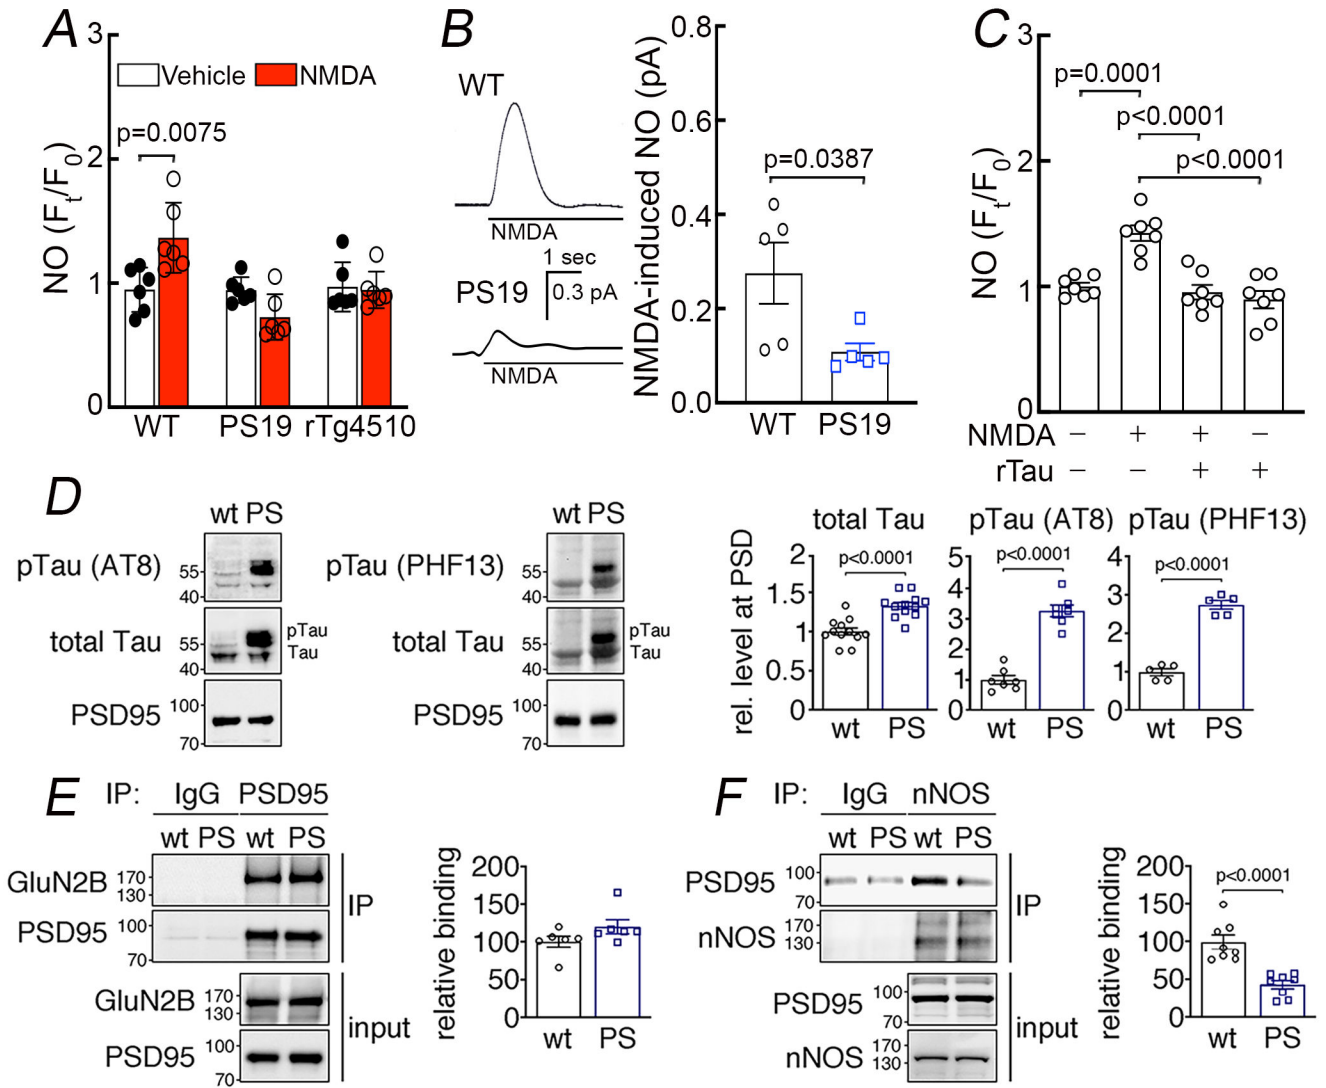 A
3
2
1
0
NO (Ft/F0)
Vehicle
NMDA
p=0.0075
WT
PS19
rTg4510
B
WT
NMDA
1 sec
0.3 pA
PS19
NMDA
NMDA-induced NO (pA)
0.8
0.6
0.4
0.2
0.0
p=0.0387
WT
PS19
C
3
2
1
0
NO (Ft/F0)
p=0.0001
p<0.0001
p<0.0001
NMDA − + + −
rTau − − + +
D
wt PS
pTau (AT8)
55-
40-
total Tau
55-
40-
pTau
Tau
PSD95
100-
70-
wt PS
pTau (PHF13)
55-
40-
total Tau
55-
40-
pTau
Tau
PSD95
100-
70-
rel. level at PSD
total Tau
2
1.5
1
0.5
0
p<0.0001
wt PS
pTau (AT8)
5
4
3
2
1
0
p<0.0001
wt PS
pTau (PHF13)
4
3
2
1
0
p<0.0001
wt PS
E
IP: IgG PSD95
wt PS wt PS
GluN2B
170-
130-
PSD95
100-
70-
IP
GluN2B
170-
130-
PSD95
100-
70-
input
relative binding
200
150
100
50
0
wt PS
F
IP: IgG nNOS
wt PS wt PS
PSD95
100-
70-
nNOS
170-
130-
IP
PSD95
100-
70-
nNOS
170-
130-
input
relative binding
200
150
100
50
0
p<0.0001
wt PS